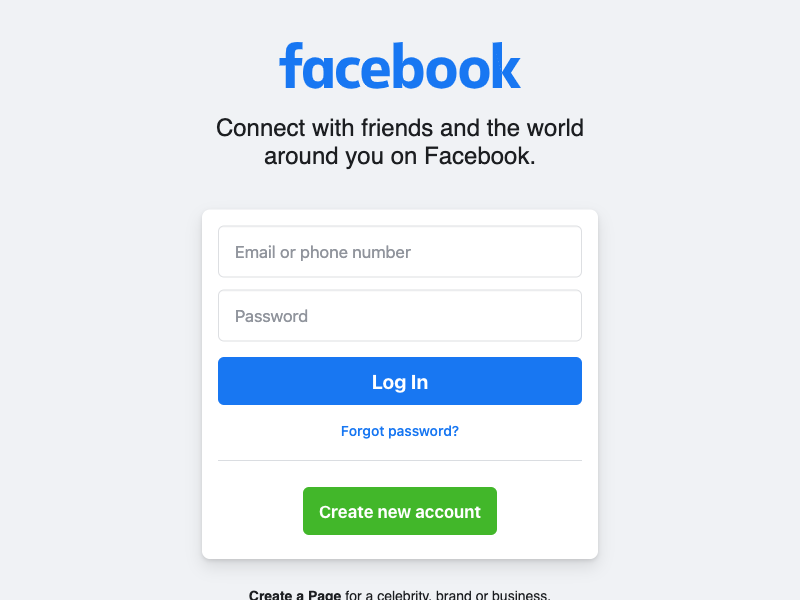 facebook
Connect with friends and the world
around you on Facebook.
Email or phone number
Password
Log In
Forgot password?
Create new account
Create a Page for a celebrity, brand or business.